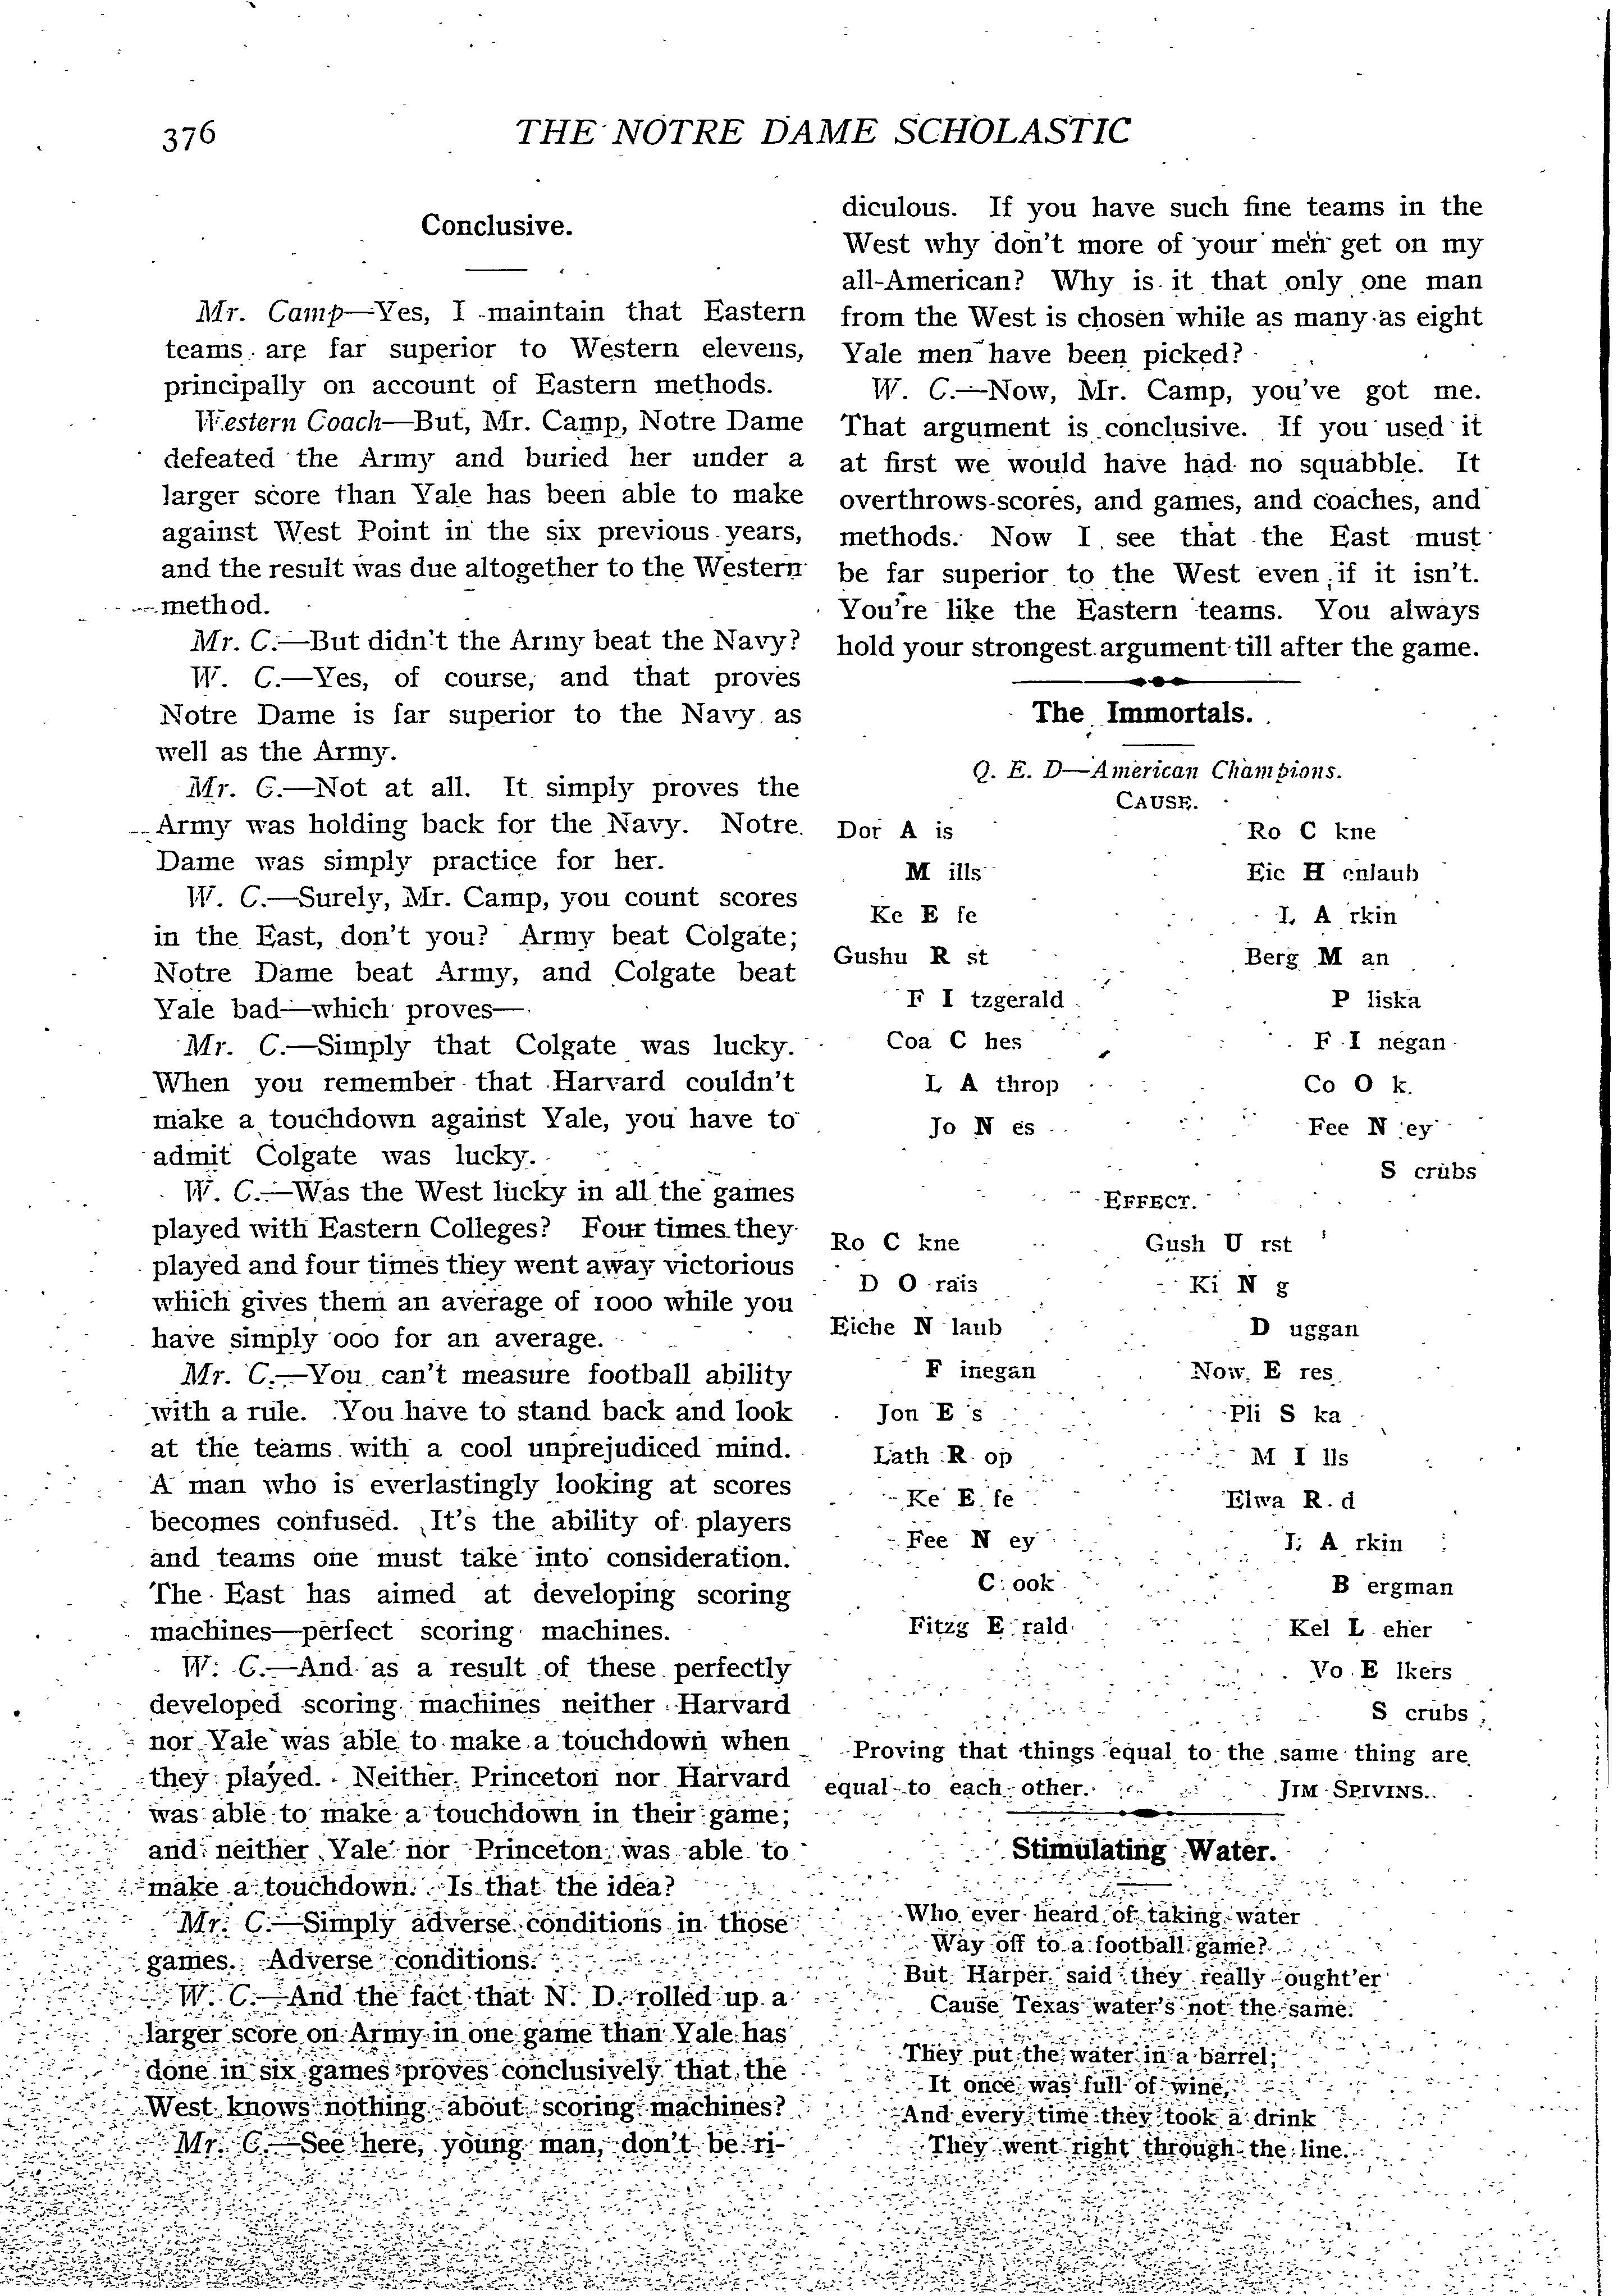 376
THE NOTRE DAME SCHOLASTIC
Conclusive.
Mr. Camp—Yes, I maintain that Eastern
teams are far superior to Western elevens,
principally on account of Eastern methods.
Western Coach—But, Mr. Camp, Notre Dame
defeated the Army and buried her under a
larger score than Yale has been able to make
against West Point in the six previous years,
and the result was due altogether to the Western
method.
Mr. C.—But didn't the Army beat the Navy?
W. C.—Yes, of course, and that proves
Notre Dame is far superior to the Navy as
well as the Army.
Mr. C.—Not at all. It simply proves the
Army was holding back for the Navy. Notre
Dame was simply practice for her.
W. C.—Surely, Mr. Camp, you count scores
in the East, don't you? Army beat Colgate;
Notre Dame beat Army, and Colgate beat
Yale bad—which proves—
Mr. C.—Simply that Colgate was lucky.
When you remember that Harvard couldn't
make a touchdown against Yale, you have to
admit Colgate was lucky.
W. C.—Was the West lucky in all the games
played with Eastern Colleges? Four times they
played and four times they went away victorious
which gives them an average of 1000 while you
have simply 000 for an average.
Mr. C.—You can't measure football ability
with a rule. You have to stand back and look
at the teams with a cool unprejudiced mind.
A man who is everlastingly looking at scores
becomes confused. It's the ability of players
and teams one must take into consideration.
The East has aimed at developing scoring
machines—perfect scoring machines.
W. C.—And as a result of these perfectly
developed scoring machines neither Harvard
nor Yale was able to make a touchdown when
they played. Neither Princeton nor Harvard
was able to make a touchdown in their game;
and neither Yale nor Princeton was able to
make a touchdown. Is that the idea?
Mr. C.—Simply adverse conditions in those
games. Adverse conditions.
W. C.—And the fact that N. D. rolled up a
larger score on Army in one game than Yale has
done in six games proves conclusively that the
West knows nothing about scoring machines?
Mr. C.—See here, young man, don't be ri-
diculous. If you have such fine teams in the
West why don't more of your men get on my
all-American? Why is it that only one man
from the West is chosen while as many as eight
Yale men have been picked?
W. C.—Now, Mr. Camp, you've got me.
That argument is conclusive. If you used it
at first we would have had no squabble. It
overthrows scores, and games, and coaches, and
methods. Now I see that the East must
be far superior to the West even if it isn't.
You're like the Eastern teams. You always
hold your strongest argument till after the game.
The Immortals.
Q. E. D—American Champions.
CAUSE.
Dor A is Ro C kne
M ills Eic H enlaub
Ke E fe L A rkin
Gushu R st Berg M an
F I tzgerald P liska
Coa C hes F I negan
L A throp Co O k
Jo N es Fee N ey
S crubs
EFFECT.
Ro C kne Gush U rst
D O rais Ki N g
Eiche N laub D uggan
F inegan Now E res
Jon E s Pli S ka
Lath R op M I lls
Ke E fe Elwa R d
Fee N ey L A rkin
C ook B ergman
Fitzg E rald Kel L eher
Vo E lkers
S crubs
Proving that things equal to the same thing are
equal to each other. JIM SPIVINS.
Stimulating Water.
Who ever heard of taking water
Way off to a football game?
But Harper said they really ought'er
Cause Texas water's not the same.
They put the water in a barrel,
It once was full of wine,
And every time they took a drink
They went right through the line.